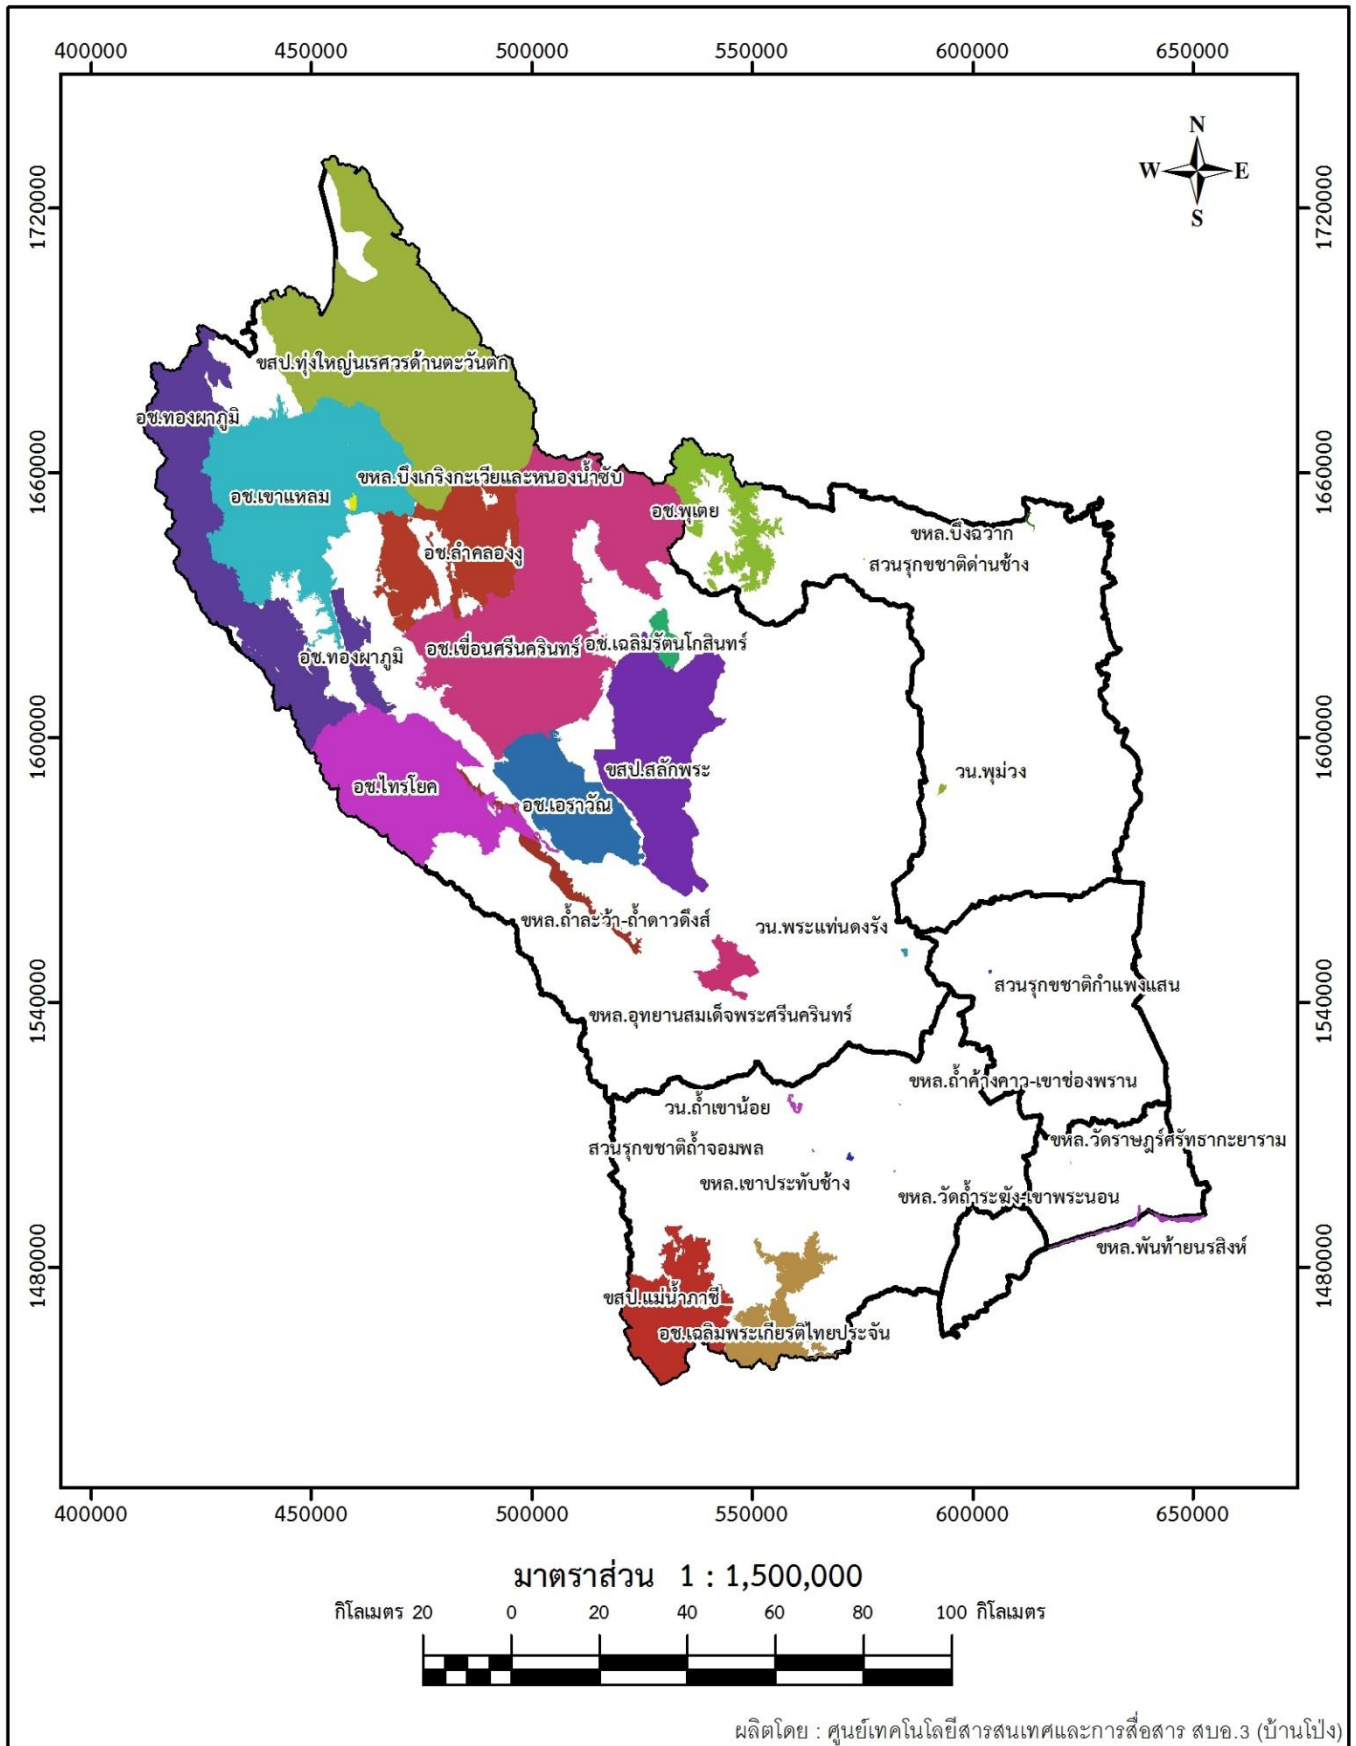 400000 450000 500000 550000 600000 650000
N
W E
S
1720000 1720000
ขสป.ทุ่งใหญ่นเรศวรด้านตะวันตก
อช.ทองผาภูมิ
1660000 1660000
ขหล.บึงเกริงกะเวียและหนองน้ำซับ
อช.เขาแหลม
อช.พุเตย
ขหล.บึงฉวาก
อช.ลำคลองงู
สวนรุกขชาติด่านช้าง
อช.ทองผาภูมิ
อช.เขื่อนศรีนครินทร์
อช.เฉลิมรัตนโกสินทร์
1600000 1600000
ขสป.สลักพระ
วน.พุม่วง
อช.ไทรโยค
อช.เอราวัณ
ขหล.ถ้ำละว้า-ถ้ำดาวดึงส์
วน.พระแท่นดงรัง
สวนรุกขชาติกำแพงแสน
1540000 1540000
ขหล.อุทยานสมเด็จพระศรีนครินทร์
ขหล.ถ้ำค้างคาว-เขาช่องพราน
วน.ถ้ำเขาน้อย
ขหล.วัดราษฎร์ศรัทธากะยาราม
สวนรุกขชาติถ้ำจอมพล
ขหล.เขาประทับช้าง
ขหล.วัดถ้ำระฆัง-เขาพระนอน
ขหล.พันท้ายนรสิงห์
1480000 1480000
ขสป.แม่น้ำภาชี
อช.เฉลิมพระเกียรติไทยประจัน
400000 450000 500000 550000 600000 650000
มาตราส่วน 1 : 1,500,000
กิโลเมตร 20 0 20 40 60 80 100 กิโลเมตร
ผลิตโดย : ศูนย์เทคโนโลยีสารสนเทศและการสื่อสาร สบอ.3 (บ้านโป่ง)